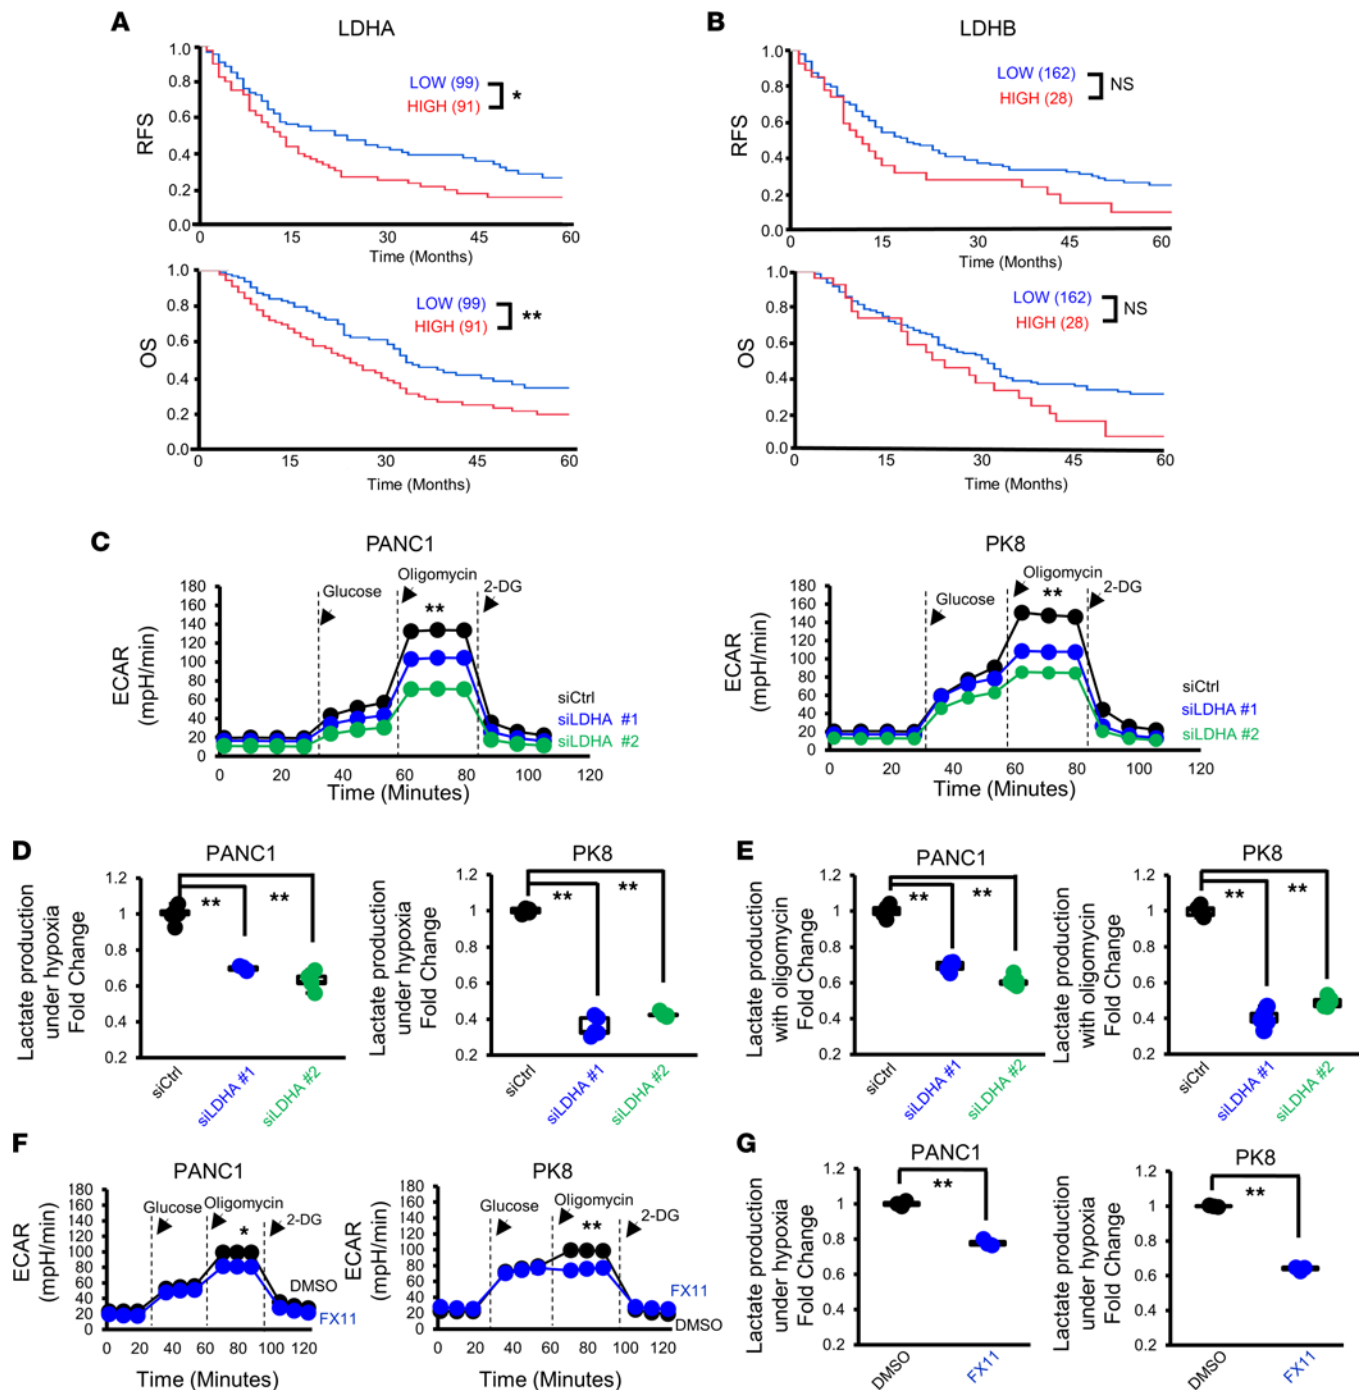 A
LDHA
1.0
0.8
0.6
0.4
0.2
0.0
RFS
LOW (99)
HIGH (91)
*
0 15 30 45 60
Time (Months)
1.0
0.8
0.6
0.4
0.2
0.0
OS
LOW (99)
HIGH (91)
**
0 15 30 45 60
Time (Months)
B
LDHB
1.0
0.8
0.6
0.4
0.2
0.0
RFS
LOW (162)
HIGH (28)
NS
0 15 30 45 60
Time (Months)
1.0
0.8
0.6
0.4
0.2
0.0
OS
LOW (162)
HIGH (28)
NS
0 15 30 45 60
Time (Months)
C
PANC1
ECAR
(mpH/min)
180
160
140
120
100
80
60
40
20
0
Glucose
Oligomycin
2-DG
**
siCtrl
siLDHA #1
siLDHA #2
0 20 40 60 80 100 120
Time (Minutes)
PK8
ECAR
(mpH/min)
180
160
140
120
100
80
60
40
20
0
Glucose
Oligomycin
2-DG
**
siCtrl
siLDHA #1
siLDHA #2
0 20 40 60 80 100 120
Time (Minutes)
D
PANC1
Lactate production
under hypoxia
Fold Change
1.2
1
0.8
0.6
0.4
0.2
**
**
siCtrl
siLDHA #1
siLDHA #2
PK8
Lactate production
under hypoxia
Fold Change
1.2
1
0.8
0.6
0.4
0.2
**
**
siCtrl
siLDHA #1
siLDHA #2
E
PANC1
Lactate production
with oligomycin
Fold Change
1.2
1
0.8
0.6
0.4
0.2
**
**
siCtrl
siLDHA #1
siLDHA #2
PK8
Lactate production
with oligomycin
Fold Change
1.2
1
0.8
0.6
0.4
0.2
**
**
siCtrl
siLDHA #1
siLDHA #2
F
PANC1
ECAR
(mpH/min)
180
160
140
120
100
80
60
40
20
0
Glucose
Oligomycin
2-DG
*
DMSO
FX11
0 20 40 60 80 100 120
Time (Minutes)
PK8
ECAR
(mpH/min)
180
160
140
120
100
80
60
40
20
0
Glucose
Oligomycin
2-DG
**
FX11
DMSO
0 20 40 60 80 100 120
Time (Minutes)
G
PANC1
Lactate production
under hypoxia
Fold Change
1.2
1
0.8
0.6
0.4
0.2
**
DMSO
FX11
PK8
Lactate production
under hypoxia
Fold Change
1.2
1
0.8
0.6
0.4
0.2
**
DMSO
FX11